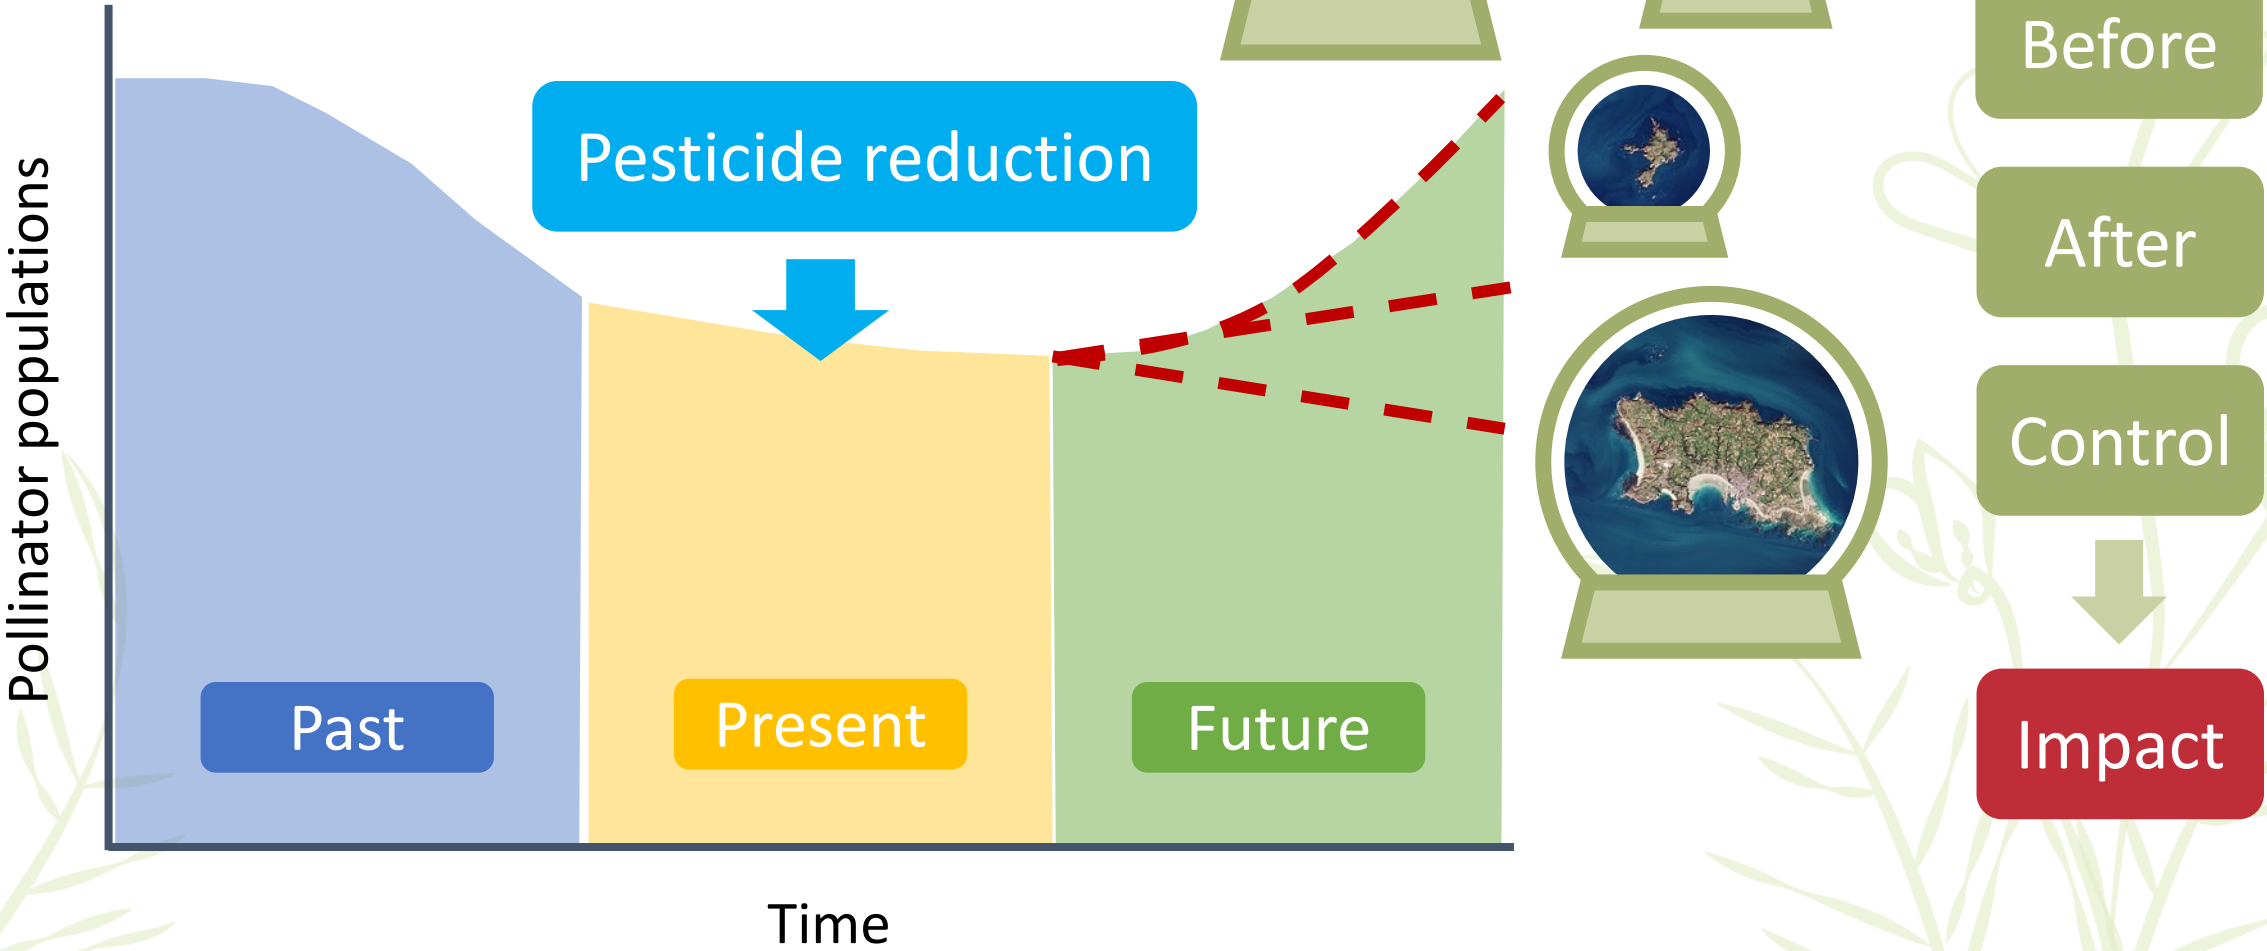 Pollinator populations
Pesticide reduction
Past
Present
Future
Time
Before
After
Control
Impact